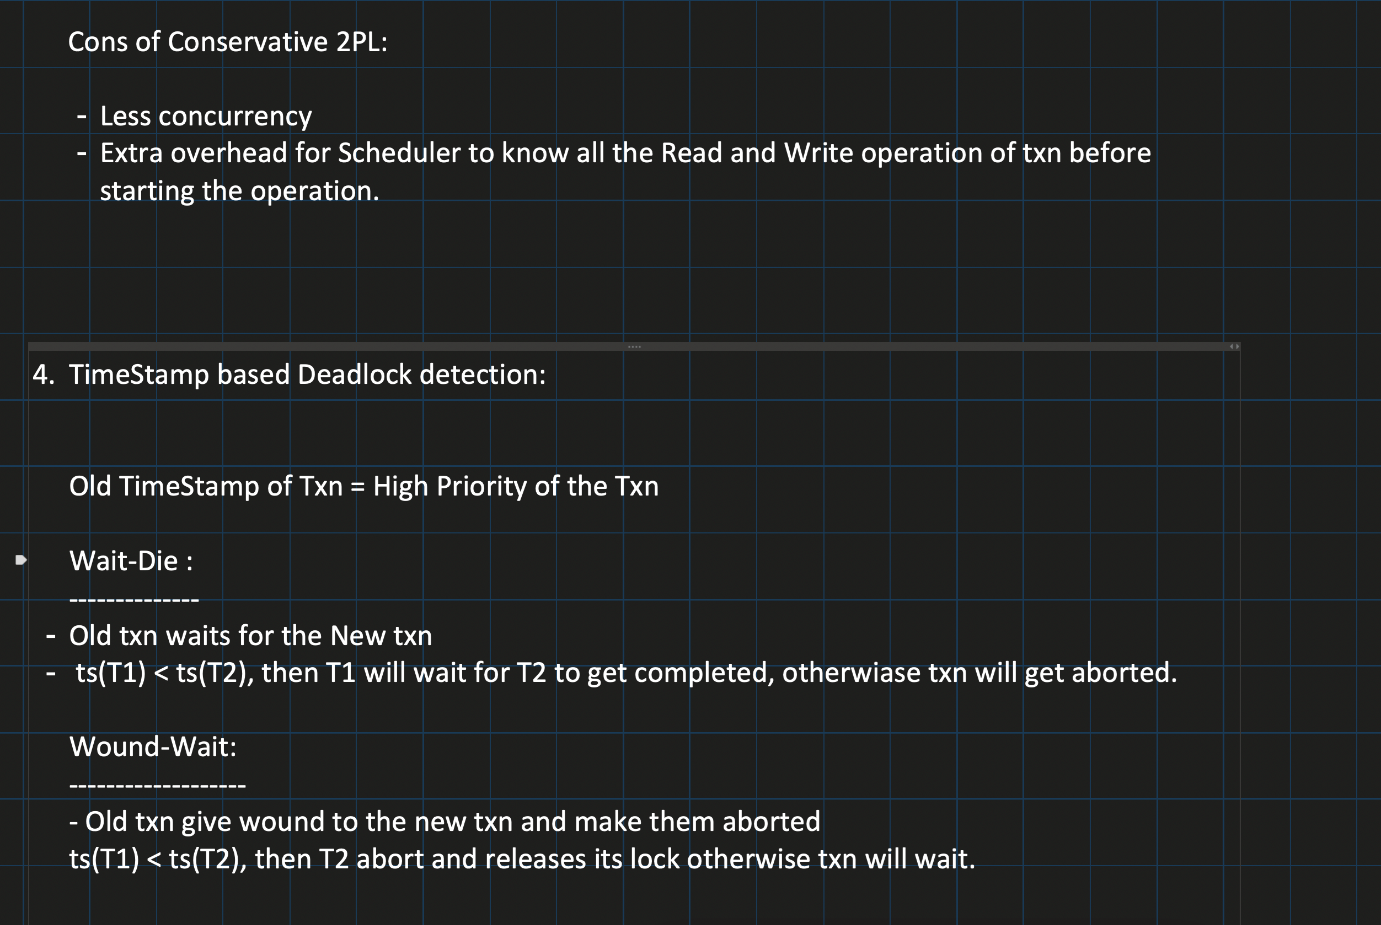 Cons of Conservative 2PL:
- Less concurrency
- Extra overhead for Scheduler to know all the Read and Write operation of txn before
starting the operation.
4. TimeStamp based Deadlock detection:
Old TimeStamp of Txn = High Priority of the Txn
Wait-Die :
--------------
- Old txn waits for the New txn
- ts(T1) < ts(T2), then T1 will wait for T2 to get completed, otherwiase txn will get aborted.
Wound-Wait:
-------------------
- Old txn give wound to the new txn and make them aborted
ts(T1) < ts(T2), then T2 abort and releases its lock otherwise txn will wait.